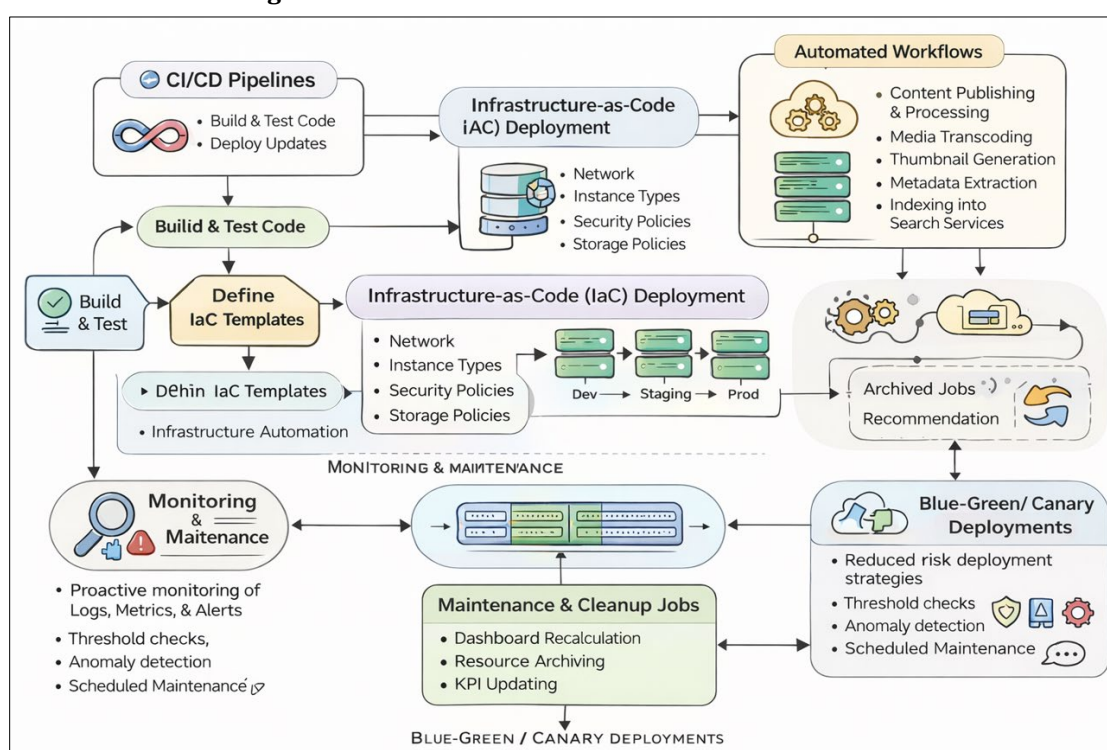 g
CI/CD Pipelines
• Build & Test Code
• Deploy Updates
Infrastructure-as-Code
iAC) Deployment
• Network
• Instance Types
• Security Policies
• Storage Policies
Automated Workflows
• Content Publishing
& Processing
• Media Transcoding
• Thumbnail Generation
• Metadata Extraction
• Indexing into
Search Services
Builid & Test Code
Build
& Test
Define
IaC Templates
Infrastructure-as-Code (IaC) Deployment
• Network
• Instance Types
• Security Policies
• Storage Policies
Dev
Staging
Prod
Dehin IaC Templates
• Infrastructure Automation
Archived Jobs
Recommendation
MONITORING & MAINTENANCE
Monitoring
&
Maitenance
• Proactive monitoring of
Logs, Metrics, & Alerts
• Threshold checks,
• Anomaly detection
• Scheduled Maintenance
Maintenance & Cleanup Jobs
• Dashboard Recalculation
• Resource Archiving
• KPI Updating
Blue-Green/ Canary
Deployments
• Reduced risk deployment
strategies
• Threshold checks
• Anomaly detection
• Scheduled Maintenance
BLUE-GREEN / CANARY DEPLOYMENTS